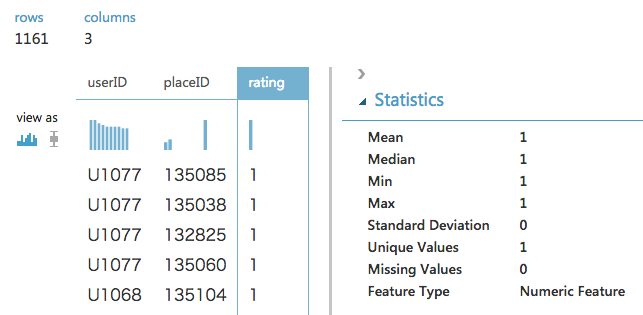 rows columns
1161 3
userID placeID rating
view as
U1077 135085 1
U1077 135038 1
U1077 132825 1
U1077 135060 1
U1068 135104 1
Statistics
Mean 1
Median 1
Min 1
Max 1
Standard Deviation 0
Unique Values 1
Missing Values 0
Feature Type Numeric Feature